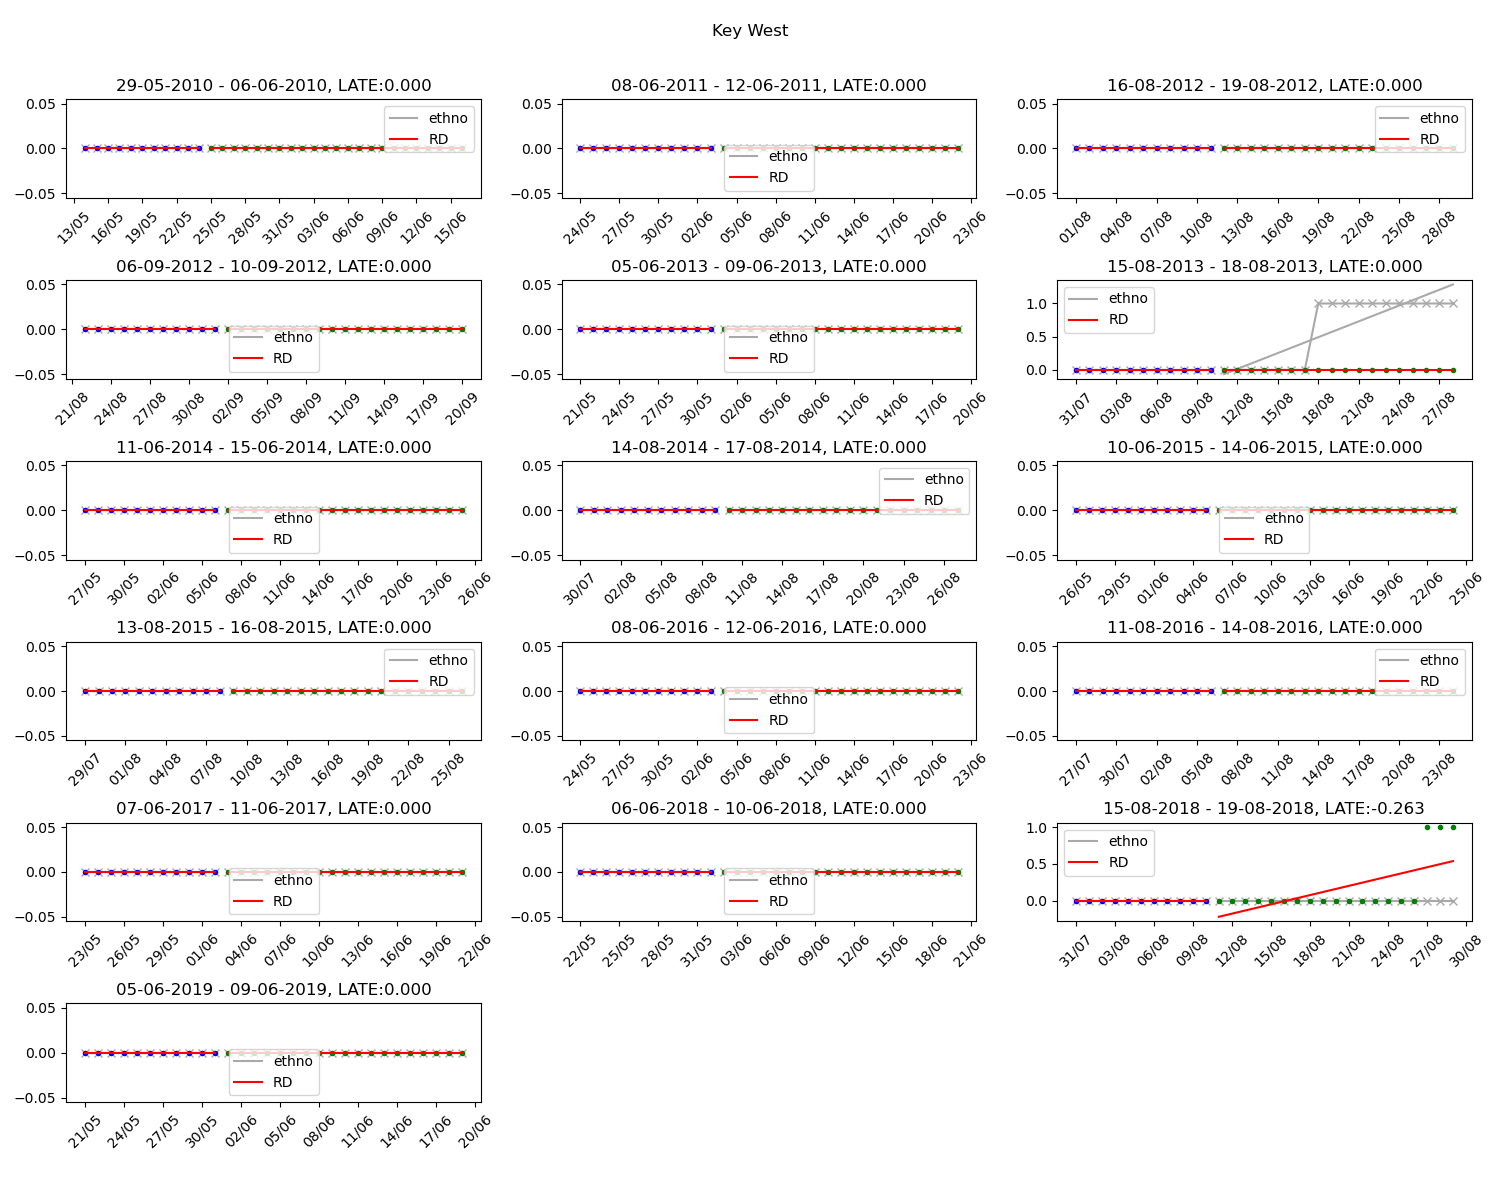 Key West
29-05-2010 - 06-06-2010, LATE:0.000
0.05
0.00
−0.05
ethno
RD
13/05 16/05 19/05 22/05 25/05 28/05 31/05 03/06 06/06 09/06 12/06 15/06
08-06-2011 - 12-06-2011, LATE:0.000
0.05
0.00
−0.05
ethno
RD
24/05 27/05 30/05 02/06 05/06 08/06 11/06 14/06 17/06 20/06 23/06
16-08-2012 - 19-08-2012, LATE:0.000
0.05
0.00
−0.05
ethno
RD
01/08 04/08 07/08 10/08 13/08 16/08 19/08 22/08 25/08 28/08
06-09-2012 - 10-09-2012, LATE:0.000
0.05
0.00
−0.05
ethno
RD
21/08 24/08 27/08 30/08 02/09 05/09 08/09 11/09 14/09 17/09 20/09
05-06-2013 - 09-06-2013, LATE:0.000
0.05
0.00
−0.05
ethno
RD
21/05 24/05 27/05 30/05 02/06 05/06 08/06 11/06 14/06 17/06 20/06
15-08-2013 - 18-08-2013, LATE:0.000
1.0
0.5
0.0
ethno
RD
31/07 03/08 06/08 09/08 12/08 15/08 18/08 21/08 24/08 27/08
11-06-2014 - 15-06-2014, LATE:0.000
0.05
0.00
−0.05
ethno
RD
27/05 30/05 02/06 05/06 08/06 11/06 14/06 17/06 20/06 23/06 26/06
14-08-2014 - 17-08-2014, LATE:0.000
0.05
0.00
−0.05
ethno
RD
30/07 02/08 05/08 08/08 11/08 14/08 17/08 20/08 23/08 26/08
10-06-2015 - 14-06-2015, LATE:0.000
0.05
0.00
−0.05
ethno
RD
26/05 29/05 01/06 04/06 07/06 10/06 13/06 16/06 19/06 22/06 25/06
13-08-2015 - 16-08-2015, LATE:0.000
0.05
0.00
−0.05
ethno
RD
29/07 01/08 04/08 07/08 10/08 13/08 16/08 19/08 22/08 25/08
08-06-2016 - 12-06-2016, LATE:0.000
0.05
0.00
−0.05
ethno
RD
24/05 27/05 30/05 02/06 05/06 08/06 11/06 14/06 17/06 20/06 23/06
11-08-2016 - 14-08-2016, LATE:0.000
0.05
0.00
−0.05
ethno
RD
27/07 30/07 02/08 05/08 08/08 11/08 14/08 17/08 20/08 23/08
07-06-2017 - 11-06-2017, LATE:0.000
0.05
0.00
−0.05
ethno
RD
23/05 26/05 29/05 01/06 04/06 07/06 10/06 13/06 16/06 19/06 22/06
06-06-2018 - 10-06-2018, LATE:0.000
0.05
0.00
−0.05
ethno
RD
22/05 25/05 28/05 31/05 03/06 06/06 09/06 12/06 15/06 18/06 21/06
15-08-2018 - 19-08-2018, LATE:-0.263
1.0
0.5
0.0
ethno
RD
31/07 03/08 06/08 09/08 12/08 15/08 18/08 21/08 24/08 27/08 30/08
05-06-2019 - 09-06-2019, LATE:0.000
0.05
0.00
−0.05
ethno
RD
21/05 24/05 27/05 30/05 02/06 05/06 08/06 11/06 14/06 17/06 20/06